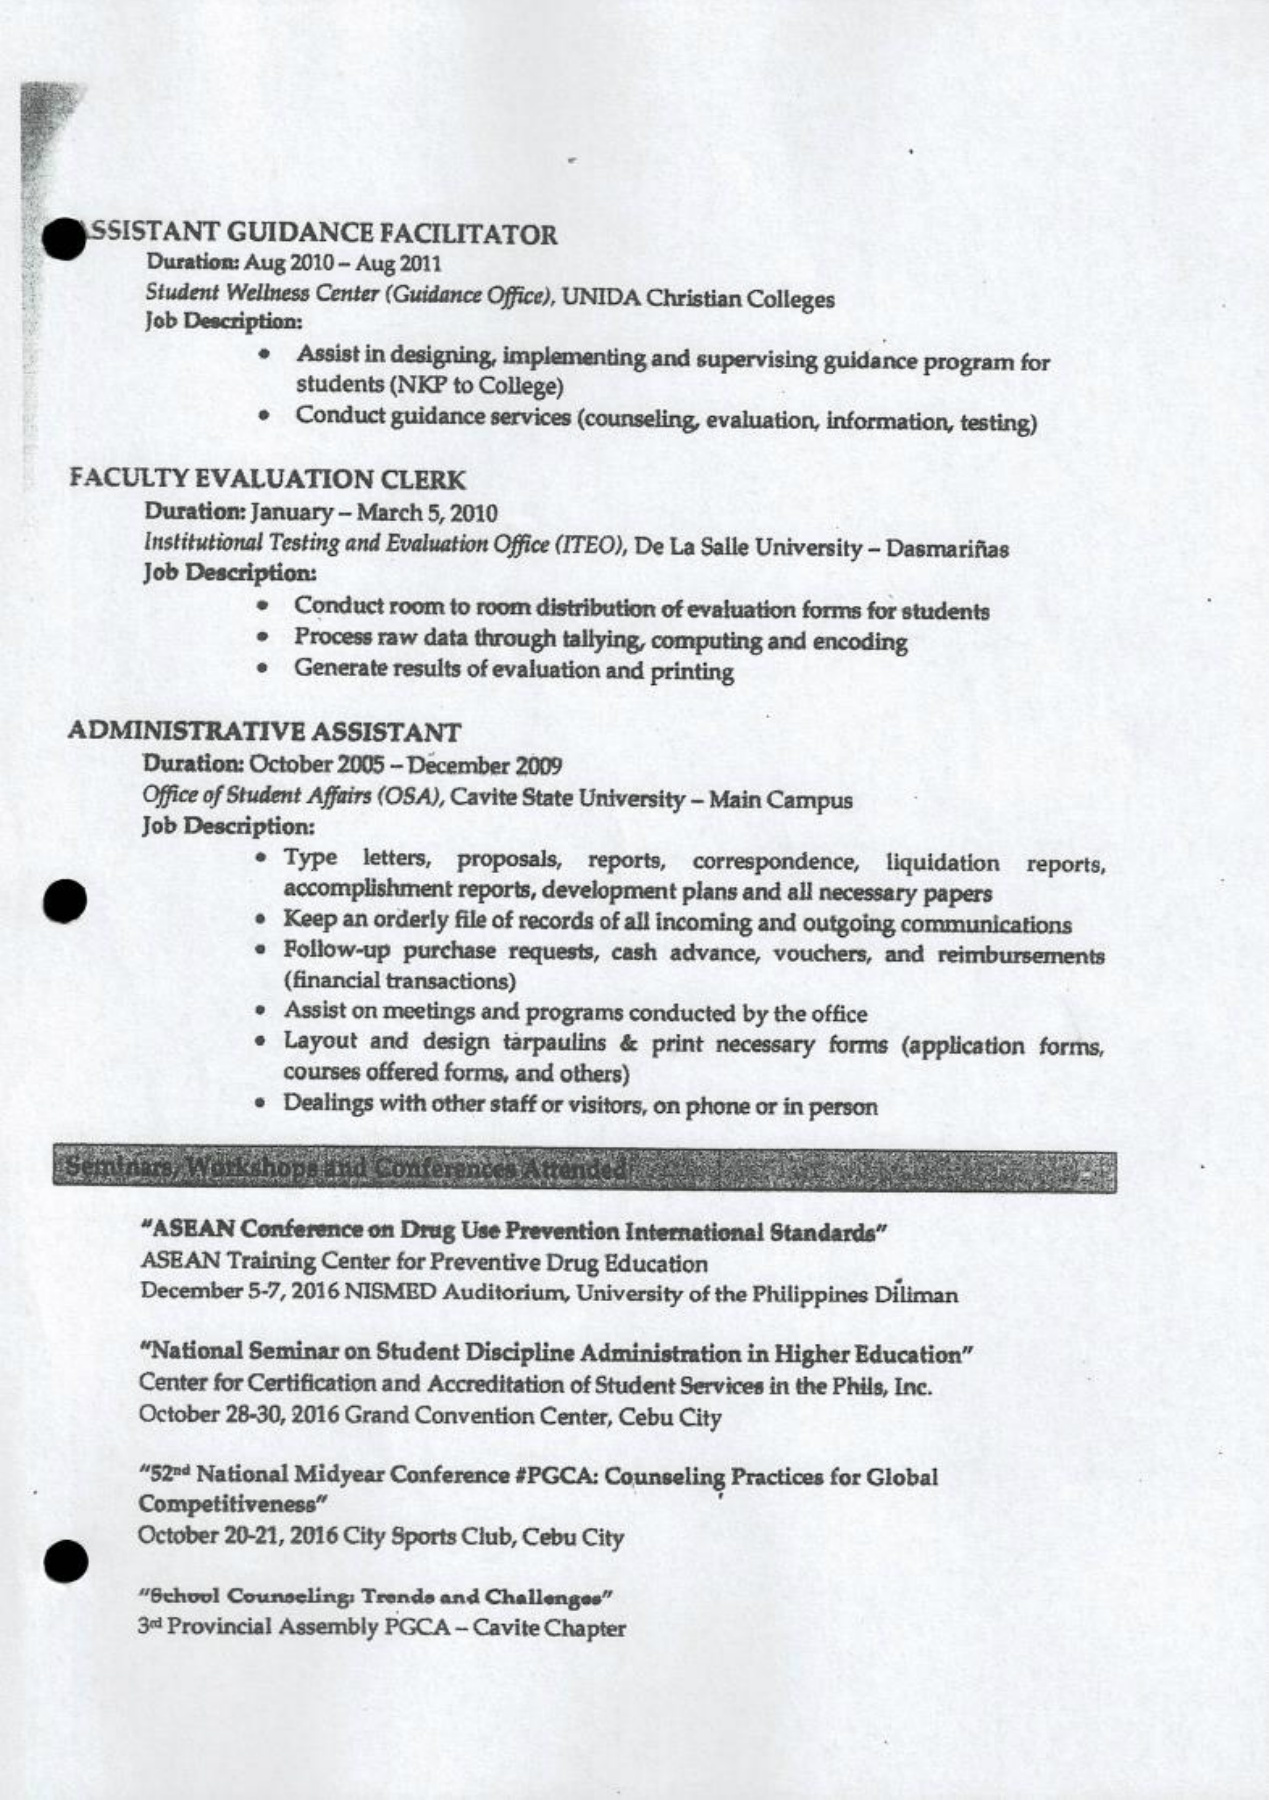 ASSISTANT GUIDANCE FACILITATOR
Duration: Aug 2010 – Aug 2011
Student Wellness Center (Guidance Office), UNIDA Christian Colleges
Job Description:
• Assist in designing, implementing and supervising guidance program for
students (NKP to College)
• Conduct guidance services (counseling, evaluation, information, testing)
FACULTY EVALUATION CLERK
Duration: January – March 5, 2010
Institutional Testing and Evaluation Office (ITEO), De La Salle University – Dasmariñas
Job Description:
• Conduct room to room distribution of evaluation forms for students
• Process raw data through tallying, computing and encoding
• Generate results of evaluation and printing
ADMINISTRATIVE ASSISTANT
Duration: October 2005 – December 2009
Office of Student Affairs (OSA), Cavite State University – Main Campus
Job Description:
• Type letters, proposals, reports, correspondence, liquidation reports,
accomplishment reports, development plans and all necessary papers
• Keep an orderly file of records of all incoming and outgoing communications
• Follow-up purchase requests, cash advance, vouchers, and reimbursements
(financial transactions)
• Assist on meetings and programs conducted by the office
• Layout and design tarpaulins & print necessary forms (application forms,
courses offered forms, and others)
• Dealings with other staff or visitors, on phone or in person
Seminars, Workshops and Conferences Attended
"ASEAN Conference on Drug Use Prevention International Standards"
ASEAN Training Center for Preventive Drug Education
December 5-7, 2016 NISMED Auditorium, University of the Philippines Diliman
"National Seminar on Student Discipline Administration in Higher Education"
Center for Certification and Accreditation of Student Services in the Phils, Inc.
October 28-30, 2016 Grand Convention Center, Cebu City
"52nd National Midyear Conference #PGCA: Counseling Practices for Global
Competitiveness"
October 20-21, 2016 City Sports Club, Cebu City
"School Counseling: Trends and Challenges"
3rd Provincial Assembly PGCA – Cavite Chapter